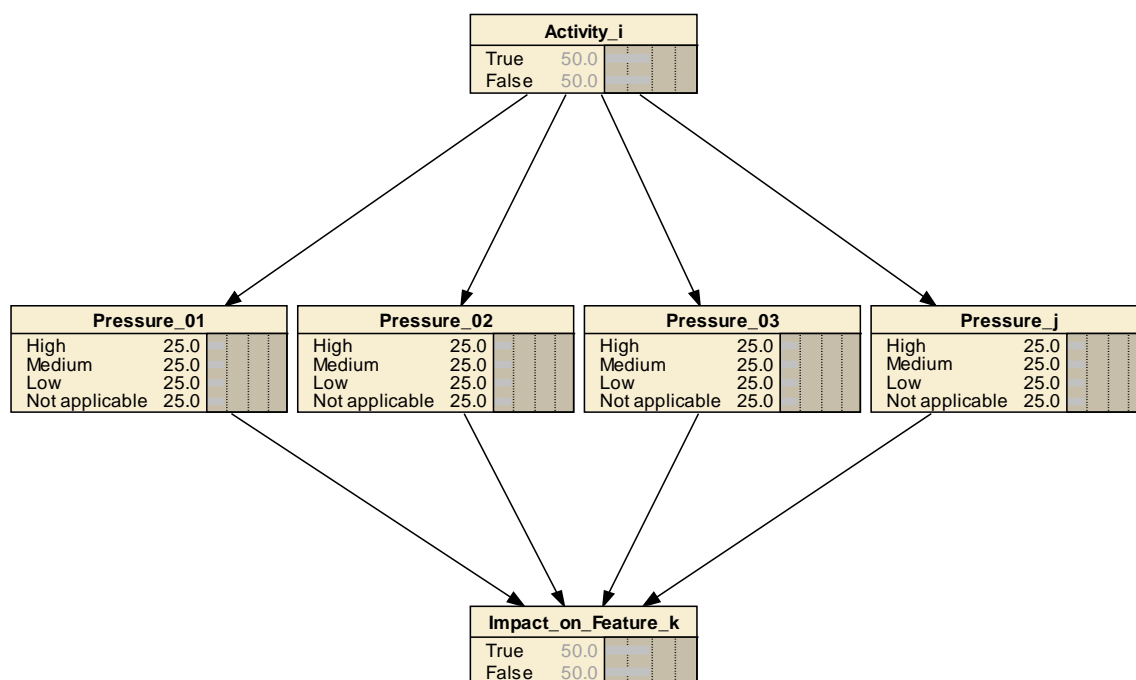 Activity_i
True 50.0
False 50.0
Pressure_01
High 25.0
Medium 25.0
Low 25.0
Not applicable 25.0
Pressure_02
High 25.0
Medium 25.0
Low 25.0
Not applicable 25.0
Pressure_03
High 25.0
Medium 25.0
Low 25.0
Not applicable 25.0
Pressure_j
High 25.0
Medium 25.0
Low 25.0
Not applicable 25.0
Impact_on_Feature_k
True 50.0
False 50.0